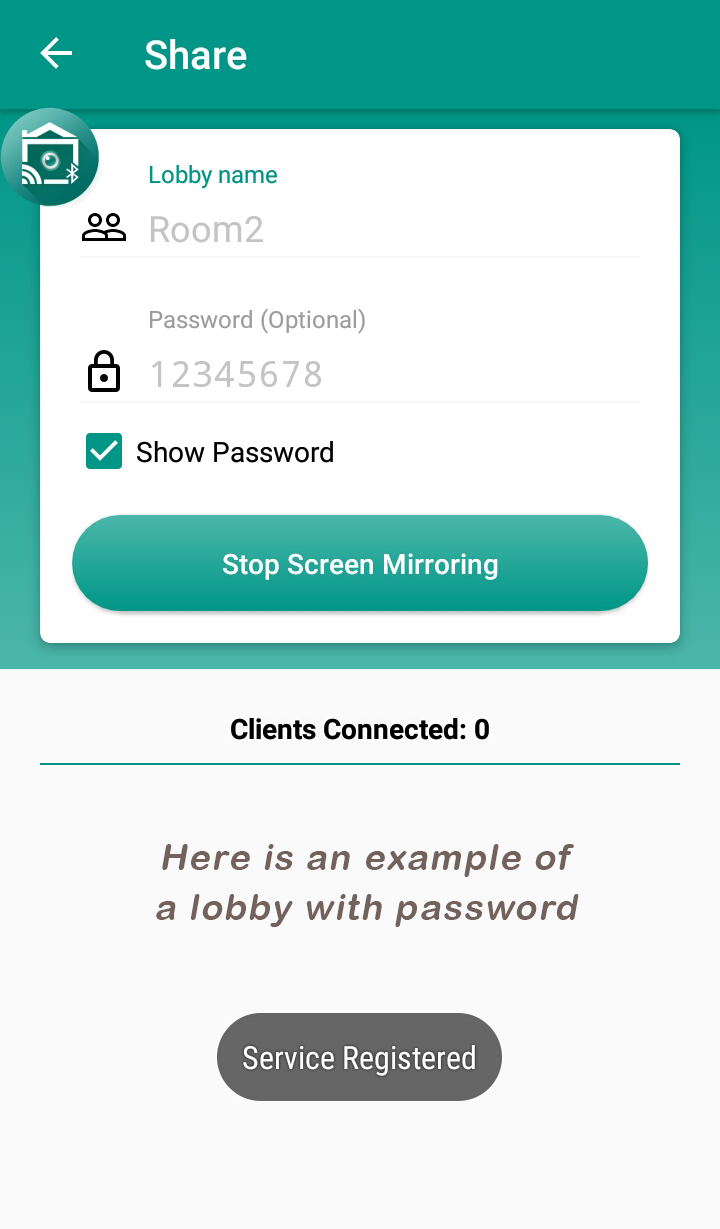 Share
Lobby name
Room2
Password (Optional)
12345678
Show Password
Stop Screen Mirroring
Clients Connected: 0
Here is an example of
a lobby with password
Service Registered